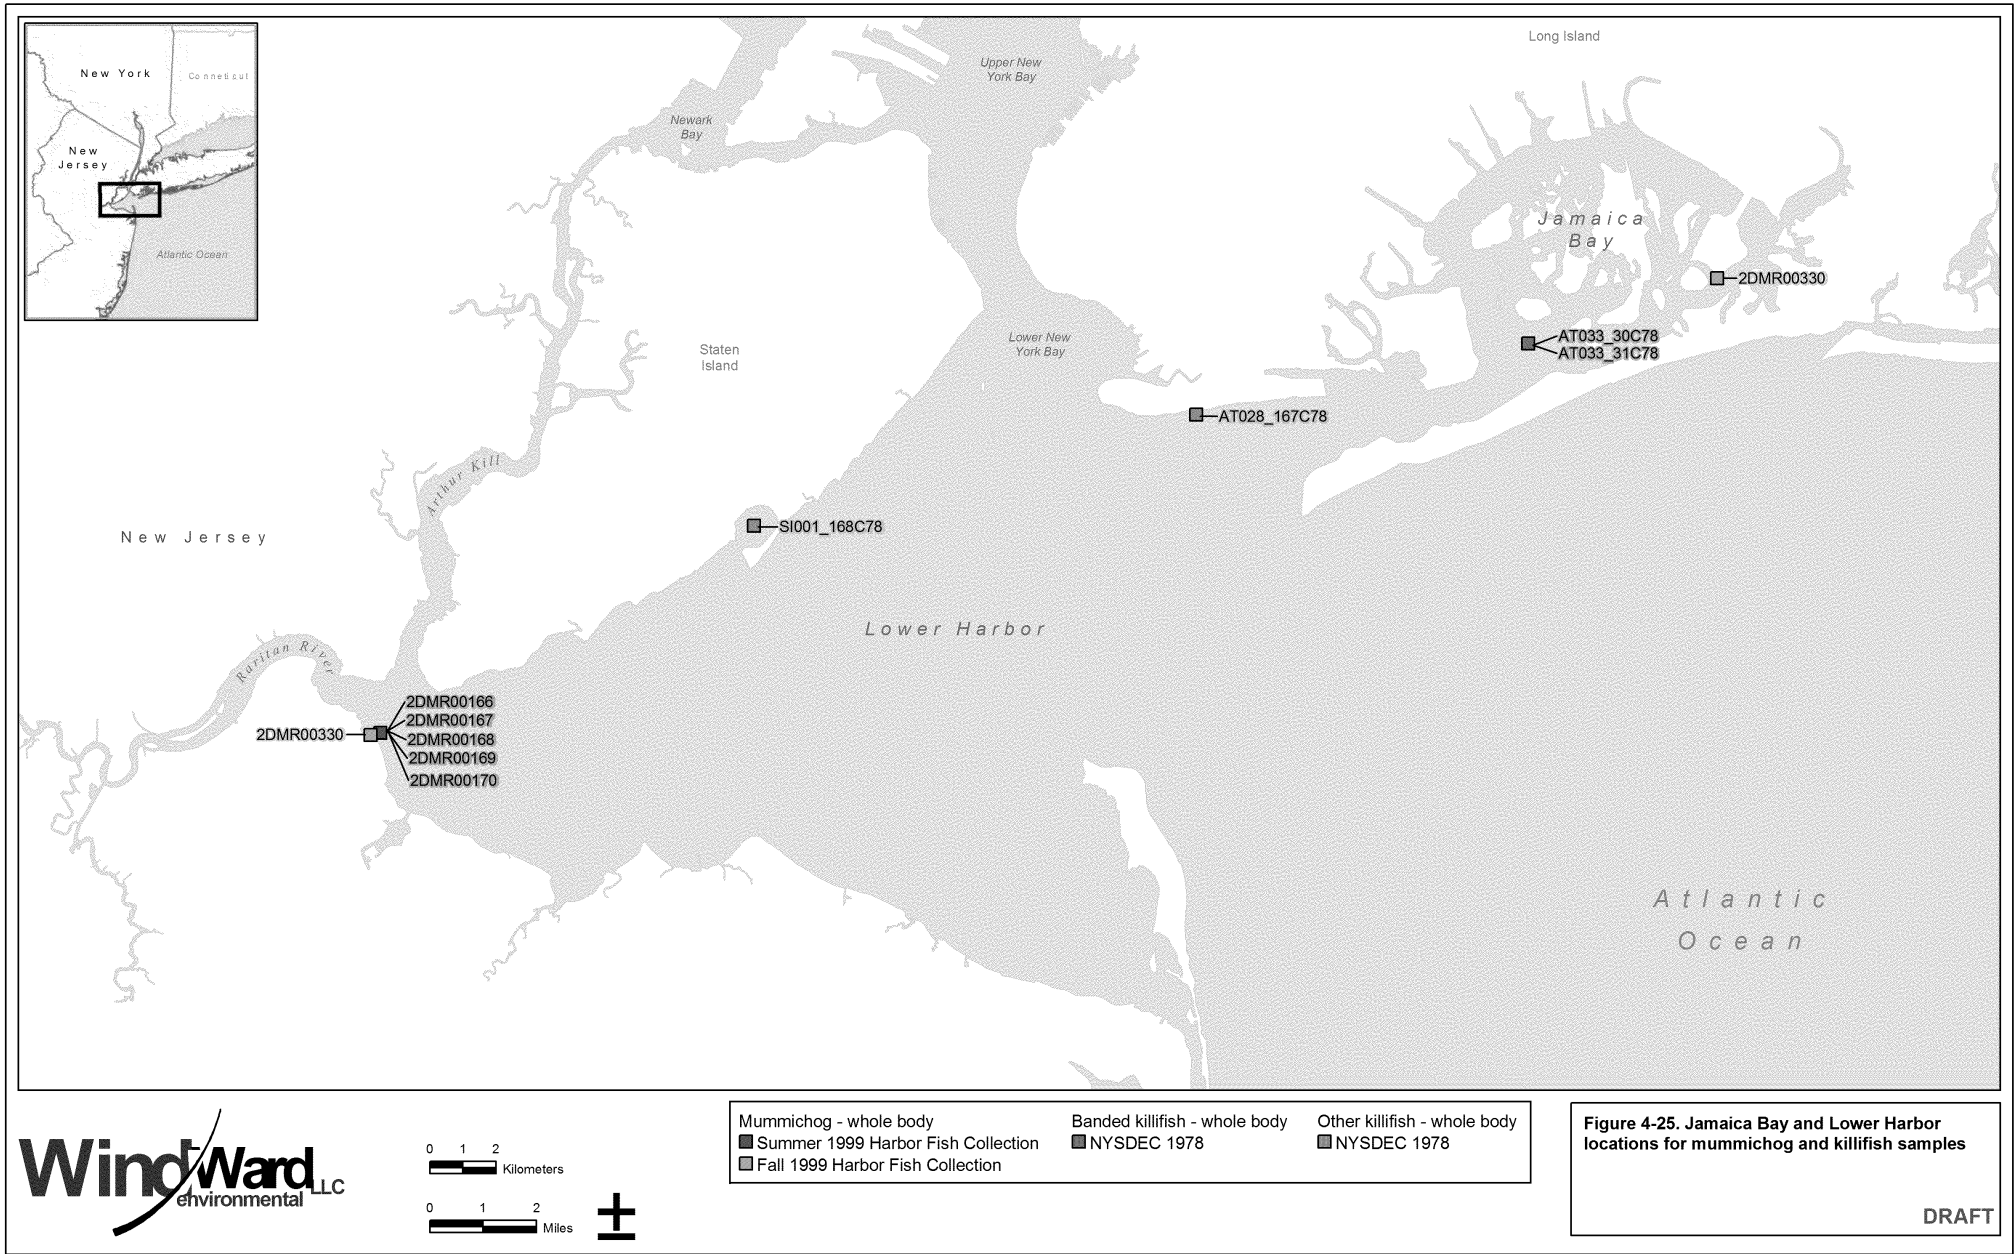 New York
Conneticut
New
Jersey
Atlantic Ocean
Long Island
Upper New
York Bay
Newark
Bay
Jamaica
Bay
2DMR00330
AT033_30C78
AT033_31C78
Lower New
York Bay
Staten
Island
AT028_167C78
Arthur Kill
SI001_168C78
New Jersey
Lower Harbor
Raritan River
2DMR00166
2DMR00167
2DMR00330
2DMR00168
2DMR00169
2DMR00170
Atlantic
Ocean
WindWard LLC
environmental
0 1 2
Kilometers
0 1 2
Miles
Mummichog - whole body
Summer 1999 Harbor Fish Collection
Fall 1999 Harbor Fish Collection
Banded killifish - whole body
NYSDEC 1978
Other killifish - whole body
NYSDEC 1978
Figure 4-25. Jamaica Bay and Lower Harbor
locations for mummichog and killifish samples
DRAFT